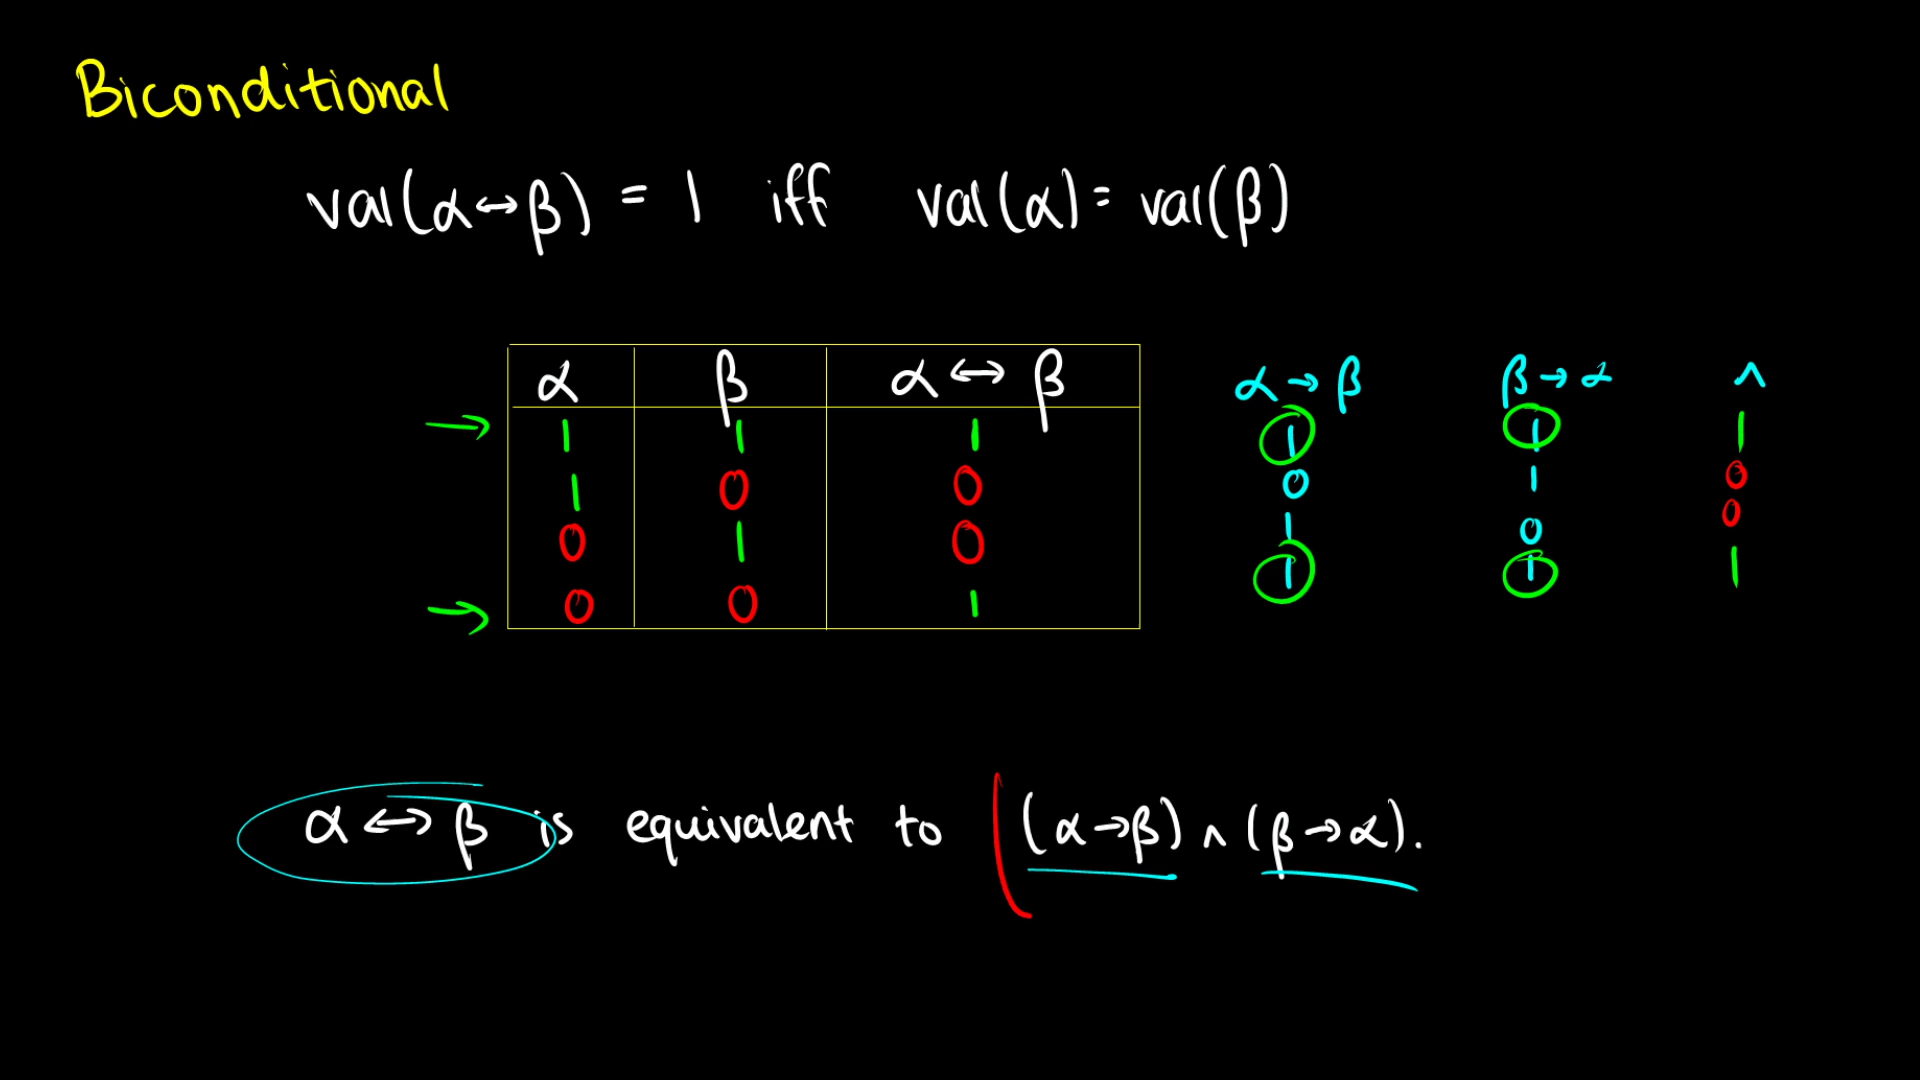 Biconditional
val(α↔β) = 1 iff val(α) = val(β)
α β α ↔ β α → β β → α ∧
1 1 1 1 1 1
1 0 0 0 1 0
0 1 0 1 0 0
0 0 1 1 1 1
α ↔ β is equivalent to (α→β) ∧ (β→α).